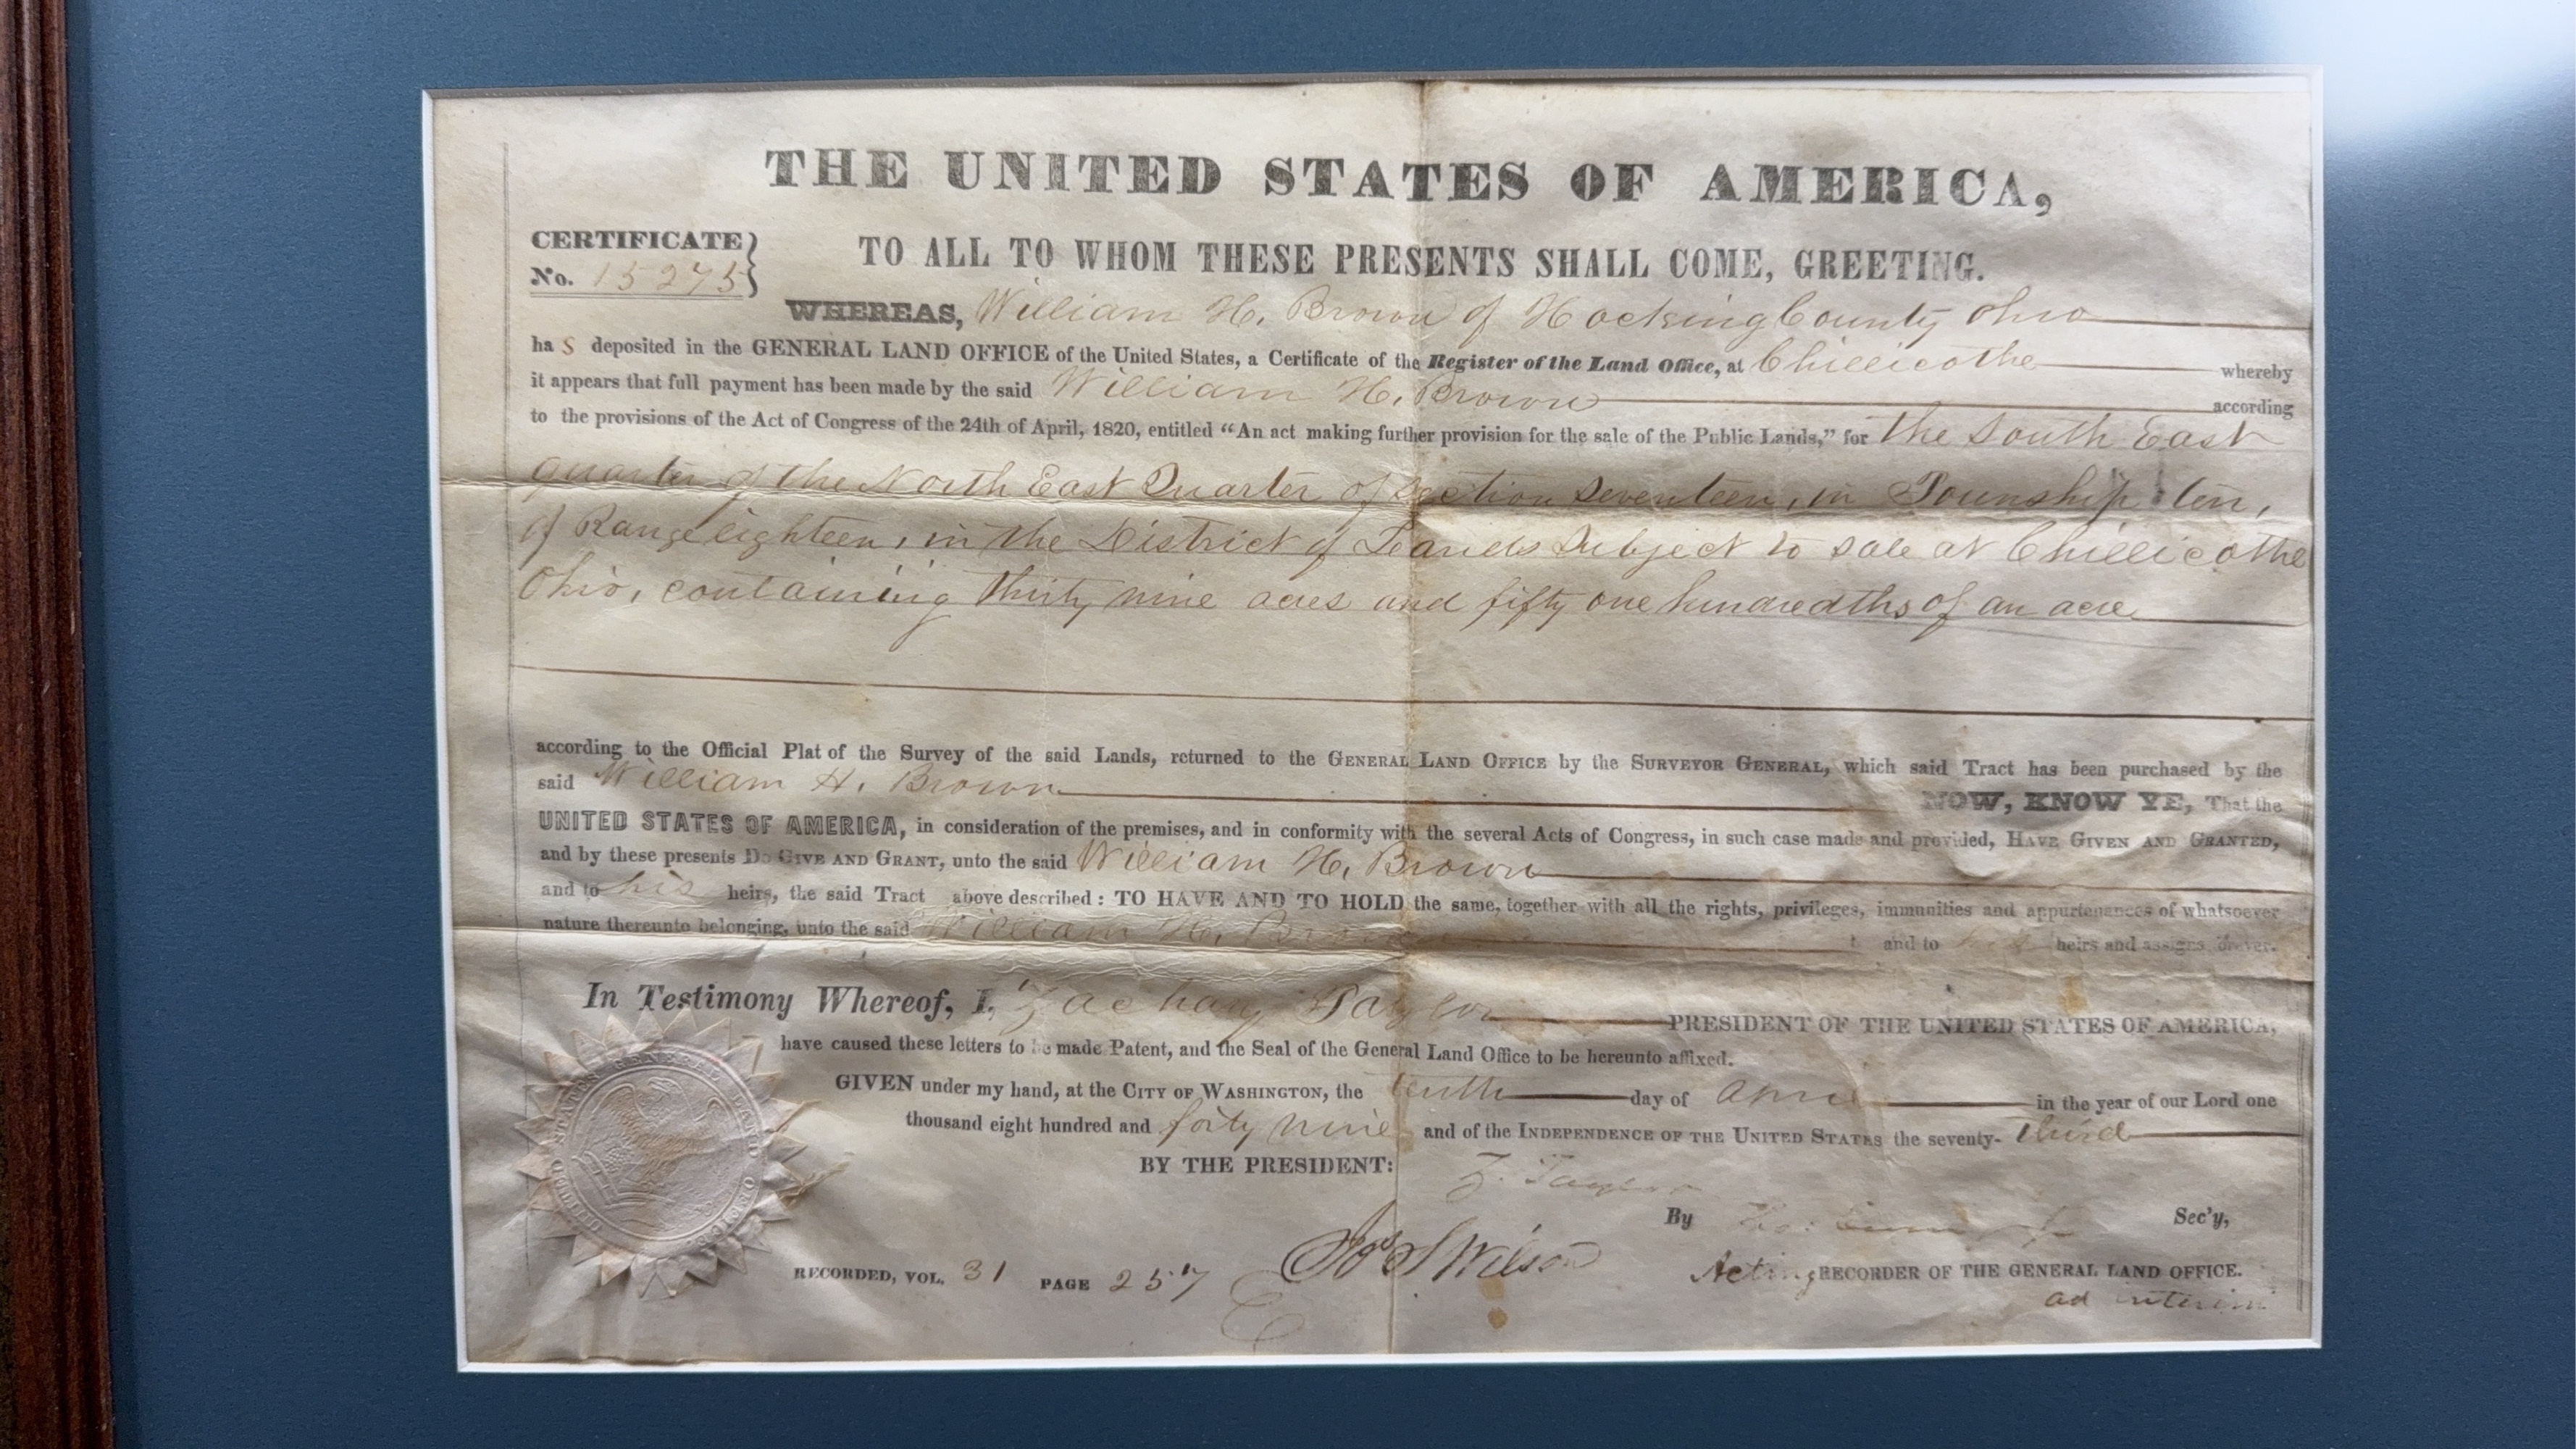 THE UNITED STATES OF AMERICA,
CERTIFICATE
No. 15275
TO ALL TO WHOM THESE PRESENTS SHALL COME, GREETING.
WHEREAS, William H. Brown of Hocking County Ohio
ha s deposited in the GENERAL LAND OFFICE of the United States, a Certificate of the Register of the Land Office, at Chillicothe whereby
it appears that full payment has been made by the said William H. Brown according
to the provisions of the Act of Congress of the 24th of April, 1820, entitled “An act making further provision for the sale of the Public Lands,” for the South East
quarter of the North East Quarter of Section Seventeen, in Township ten,
of Range eighteen, in the District of Lands Subject to sale at Chillicothe
Ohio, containing thirty nine acres and fifty one hundredths of an acre
according to the Official Plat of the Survey of the said Lands, returned to the GENERAL LAND OFFICE by the SURVEYOR GENERAL, which said Tract has been purchased by the
said William H. Brown NOW, KNOW YE, That the
UNITED STATES OF AMERICA, in consideration of the premises, and in conformity with the several Acts of Congress, in such case made and provided, HAVE GIVEN AND GRANTED,
and by these presents DO GIVE AND GRANT, unto the said William H. Brown
and to his heirs, the said Tract above described: TO HAVE AND TO HOLD the same, together with all the rights, privileges, immunities and appurtenances of whatsoever
nature thereunto belonging, unto the said William H. Brown and to his heirs and assigns forever.
In Testimony Whereof, I, Zachary Taylor PRESIDENT OF THE UNITED STATES OF AMERICA,
have caused these letters to be made Patent, and the Seal of the General Land Office to be hereunto affixed.
GIVEN under my hand, at the CITY OF WASHINGTON, the tenth day of April in the year of our Lord one
thousand eight hundred and forty nine and of the INDEPENDENCE OF THE UNITED STATES the seventy-third
BY THE PRESIDENT: Z. Taylor
By Sec'y,
RECORDED, VOL. 31 PAGE 257 Jos S Wilson Acting RECORDER OF THE GENERAL LAND OFFICE.
ad interim
UNITED STATES GENERAL LAND OFFICE